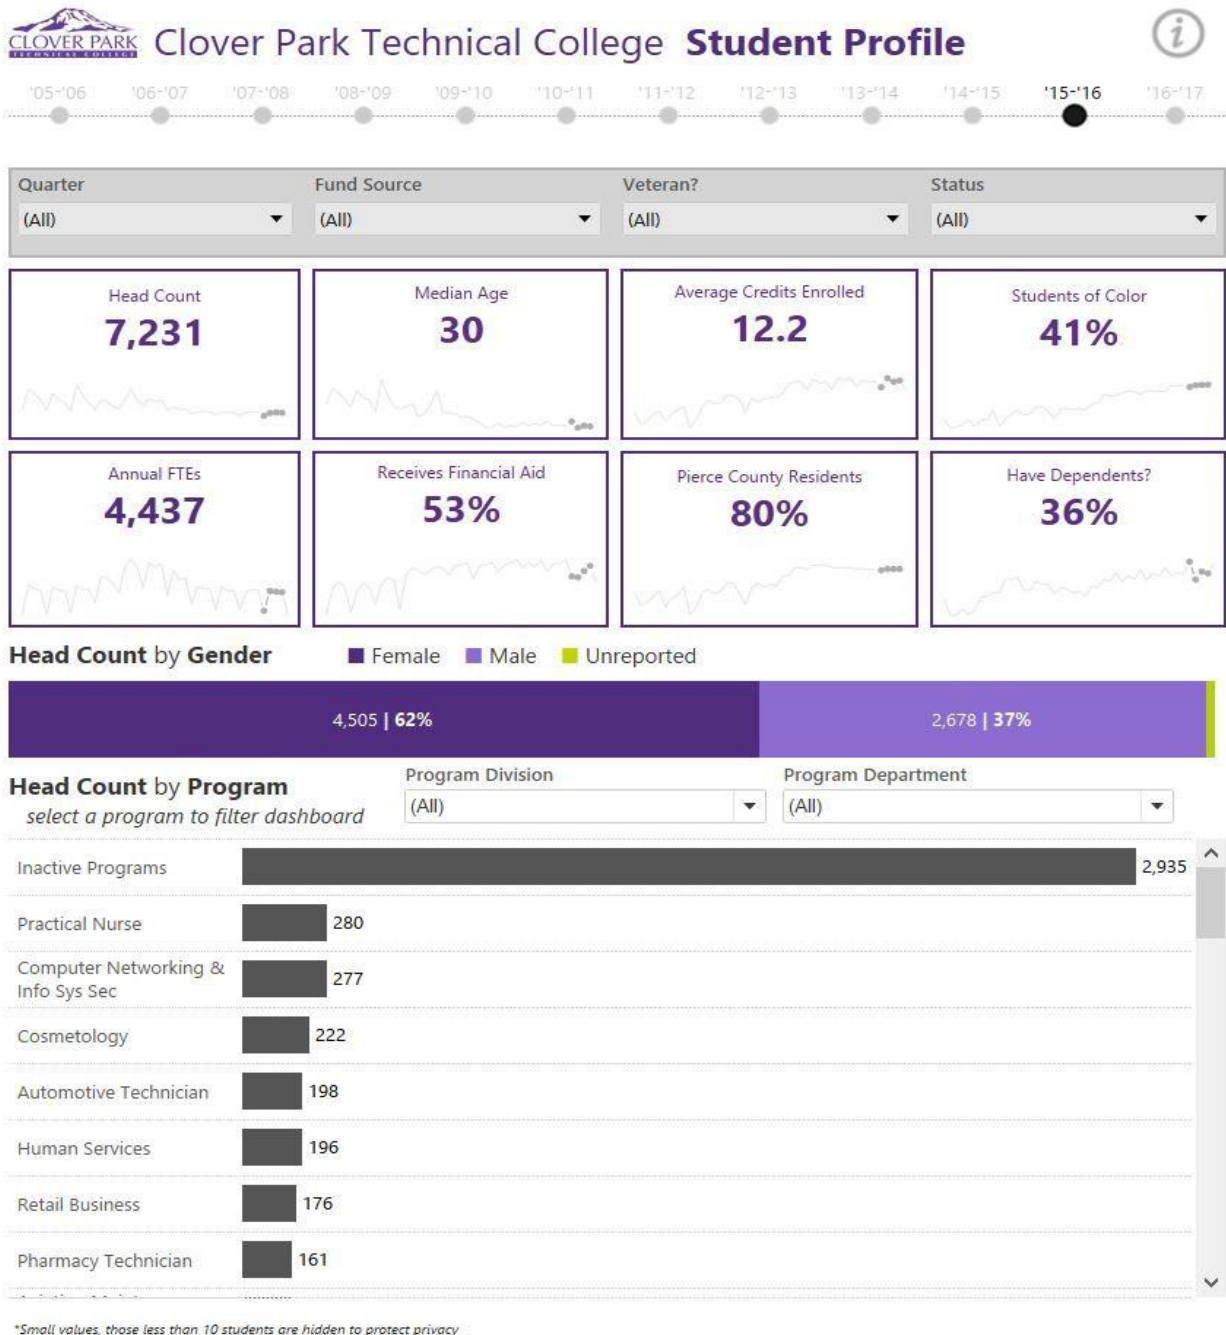 CLOVER PARK
TECHNICAL COLLEGE
Clover Park Technical College Student Profile
i
'05-'06 '06-'07 '07-'08 '08-'09 '09-'10 '10-'11 '11-'12 '12-'13 '13-'14 '14-'15 '15-'16 '16-'17
Quarter Fund Source Veteran? Status
(All) (All) (All) (All)
Head Count Median Age Average Credits Enrolled Students of Color
7,231 30 12.2 41%
Annual FTEs Receives Financial Aid Pierce County Residents Have Dependents?
4,437 53% 80% 36%
Head Count by Gender Female Male Unreported
4,505 | 62% 2,678 | 37%
Head Count by Program Program Division Program Department
select a program to filter dashboard (All) (All)
Inactive Programs 2,935
Practical Nurse 280
Computer Networking &
Info Sys Sec 277
Cosmetology 222
Automotive Technician 198
Human Services 196
Retail Business 176
Pharmacy Technician 161
*Small values, those less than 10 students are hidden to protect privacy